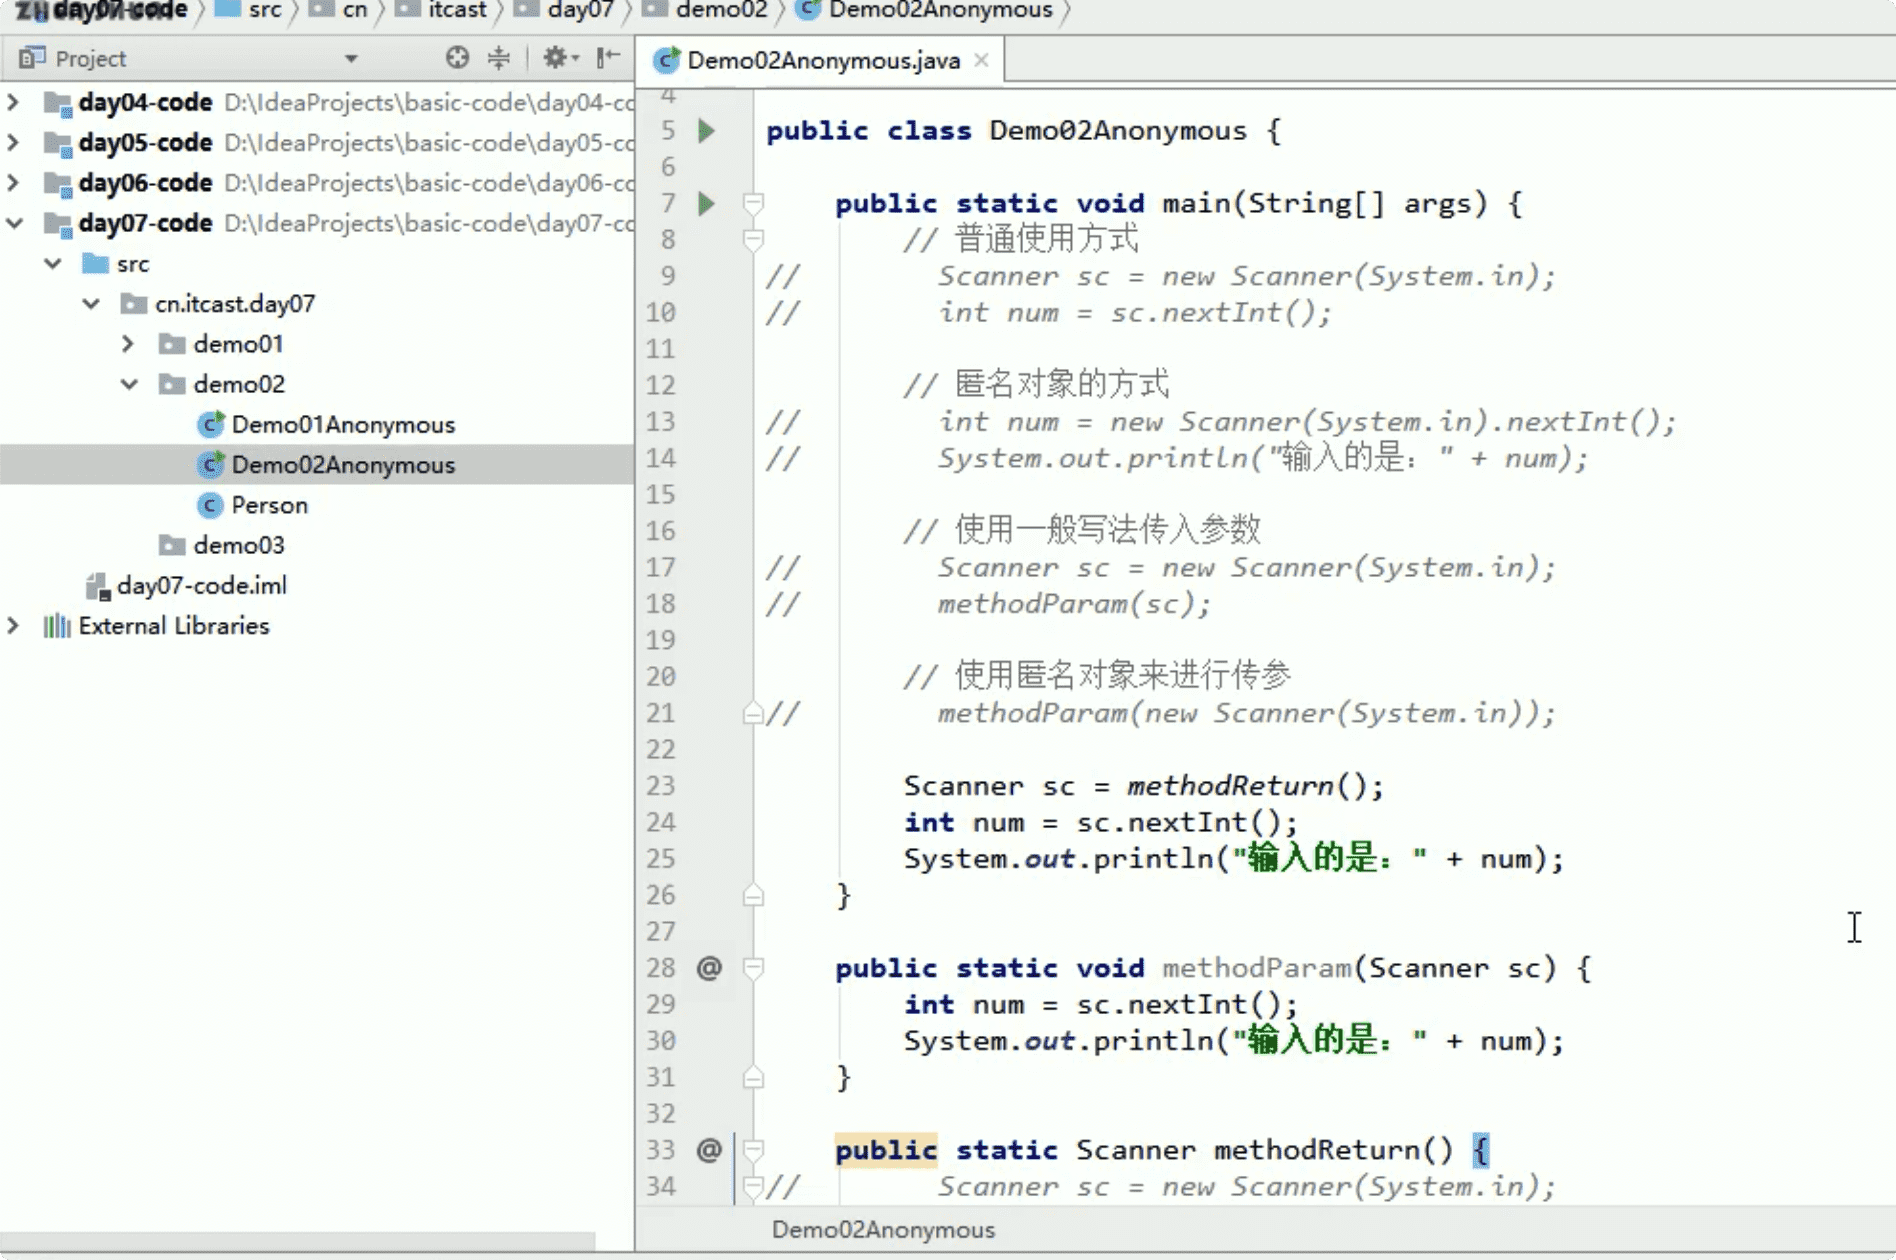 day07-code src cn itcast day07 demo02 Demo02Anonymous
Project
day04-code D:\IdeaProjects\basic-code\day04-co
day05-code D:\IdeaProjects\basic-code\day05-cc
day06-code D:\IdeaProjects\basic-code\day06-cc
day07-code D:\IdeaProjects\basic-code\day07-cc
src
cn.itcast.day07
demo01
demo02
Demo01Anonymous
Demo02Anonymous
Person
demo03
day07-code.iml
External Libraries
Demo02Anonymous.java
4
5 public class Demo02Anonymous {
6
7 public static void main(String[] args) {
8 // 普通使用方式
9 // Scanner sc = new Scanner(System.in);
10 // int num = sc.nextInt();
11
12 // 匿名对象的方式
13 // int num = new Scanner(System.in).nextInt();
14 // System.out.println("输入的是：" + num);
15
16 // 使用一般写法传入参数
17 // Scanner sc = new Scanner(System.in);
18 // methodParam(sc);
19
20 // 使用匿名对象来进行传参
21 // methodParam(new Scanner(System.in));
22
23 Scanner sc = methodReturn();
24 int num = sc.nextInt();
25 System.out.println("输入的是：" + num);
26 }
27
28 @ public static void methodParam(Scanner sc) {
29 int num = sc.nextInt();
30 System.out.println("输入的是：" + num);
31 }
32
33 @ public static Scanner methodReturn() {
34 // Scanner sc = new Scanner(System.in);
Demo02Anonymous